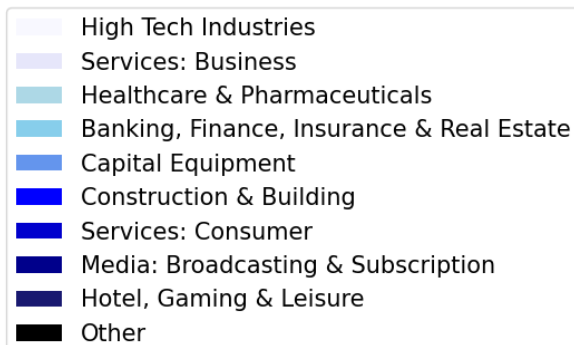 High Tech Industries
Services: Business
Healthcare & Pharmaceuticals
Banking, Finance, Insurance & Real Estate
Capital Equipment
Construction & Building
Services: Consumer
Media: Broadcasting & Subscription
Hotel, Gaming & Leisure
Other